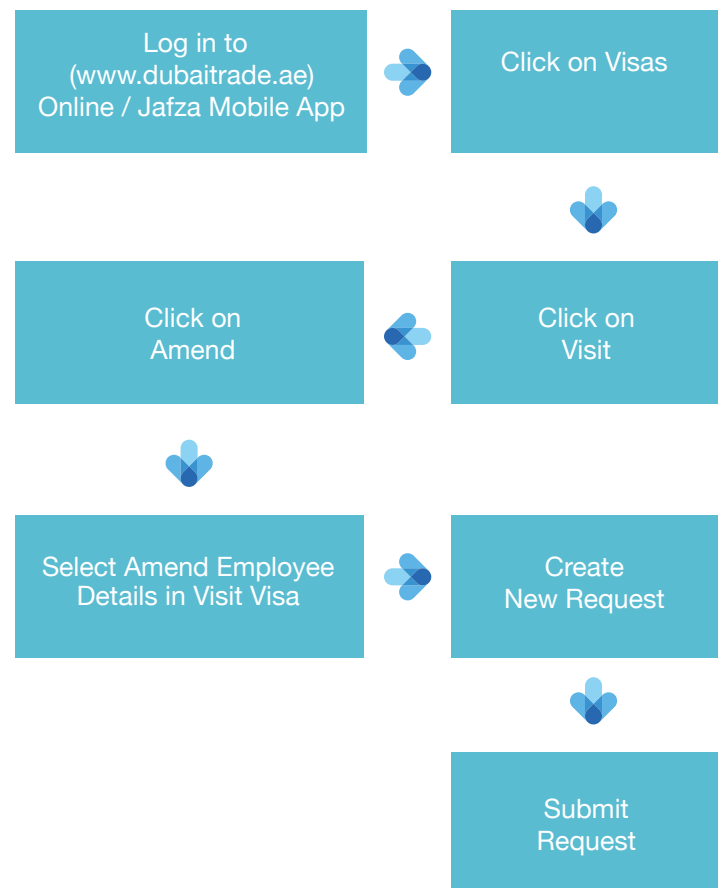 Log in to
(www.dubaitrade.ae)
Online / Jafza Mobile App
Click on Visas
Click on
Visit
Click on
Amend
Select Amend Employee
Details in Visit Visa
Create
New Request
Submit
Request